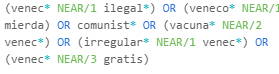 (venec* NEAR/1 ilegal*) OR (veneco* NEAR/1
mierda) OR comunist* OR (vacuna* NEAR/2
venec*) OR (irregular* NEAR/1 venec*) OR
(venec* NEAR/3 gratis)